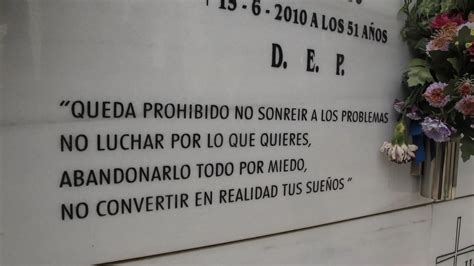 † 19-6-2010 A LOS 51 AÑOS
D. E. P.
"QUEDA PROHIBIDO NO SONREIR A LOS PROBLEMAS
NO LUCHAR POR LO QUE QUIERES,
ABANDONARLO TODO POR MIEDO,
NO CONVERTIR EN REALIDAD TUS SUEÑOS"